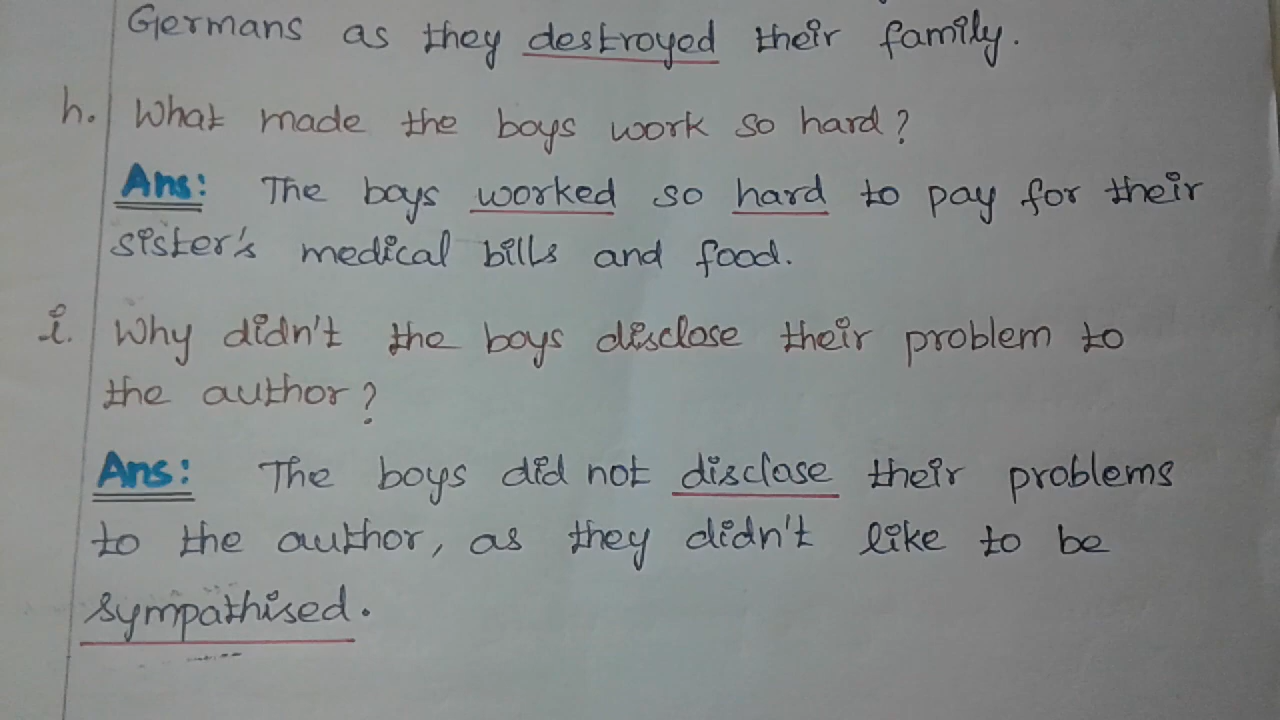 Germans as they destroyed their family.
h. What made the boys work so hard?
Ans: The boys worked so hard to pay for their
sister's medical bills and food.
i. Why didn't the boys disclose their problem to
the author?
Ans: The boys did not disclose their problems
to the author, as they didn't like to be
sympathised.